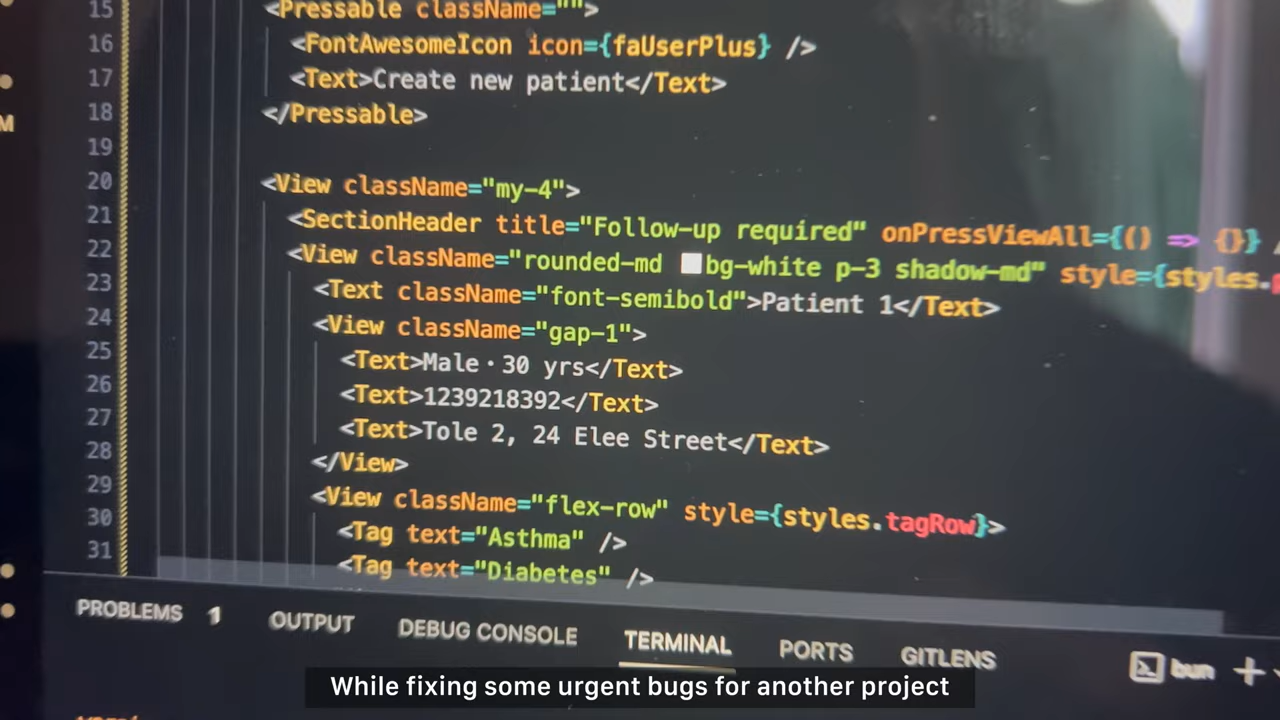 15 <Pressable className="">
16 <FontAwesomeIcon icon={faUserPlus} />
17 <Text>Create new patient</Text>
18 </Pressable>
19
20 <View className="my-4">
21 <SectionHeader title="Follow-up required" onPressViewAll={() => {}} /
22 <View className="rounded-md bg-white p-3 shadow-md" style={styles.
23 <Text className="font-semibold">Patient 1</Text>
24 <View className="gap-1">
25 <Text>Male·30 yrs</Text>
26 <Text>1239218392</Text>
27 <Text>Tole 2, 24 Elee Street</Text>
28 </View>
29 <View className="flex-row" style={styles.tagRow}>
30 <Tag text="Asthma" />
31 <Tag text="Diabetes" />
M
PROBLEMS 1 OUTPUT DEBUG CONSOLE TERMINAL PORTS GITLENS bun +
While fixing some urgent bugs for another project